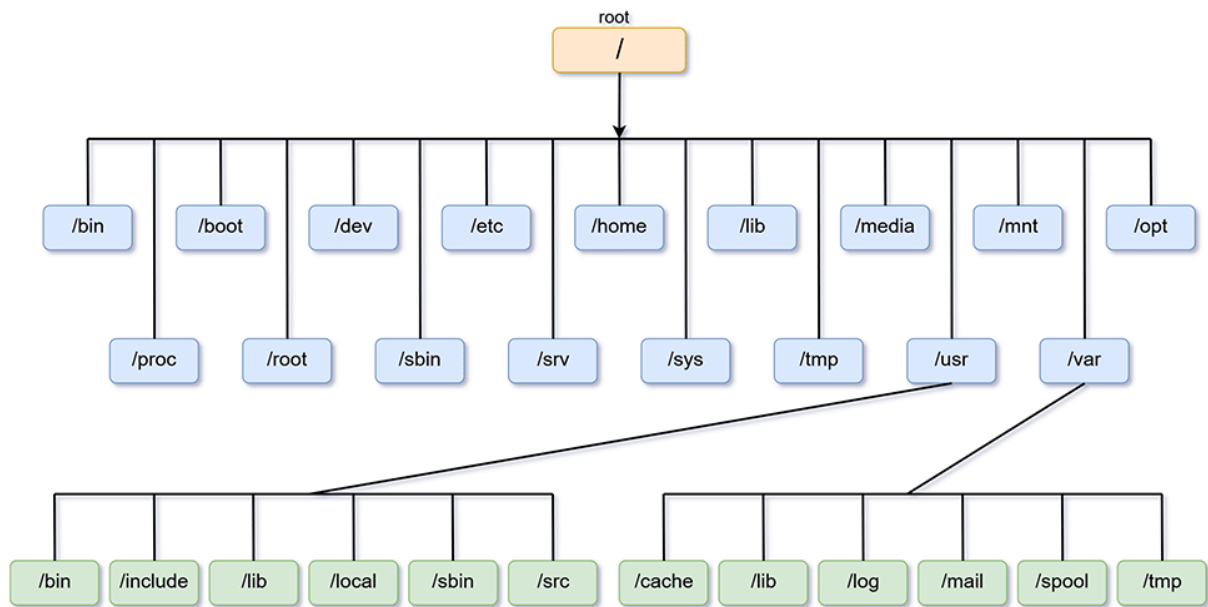 root
/
/bin
/boot
/dev
/etc
/home
/lib
/media
/mnt
/opt
/proc
/root
/sbin
/srv
/sys
/tmp
/usr
/var
/bin
/include
/lib
/local
/sbin
/src
/cache
/lib
/log
/mail
/spool
/tmp